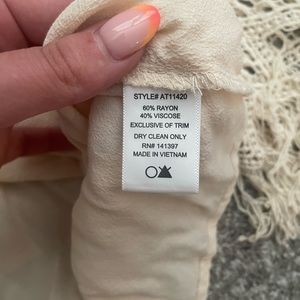 STYLE# AT11420
60% RAYON
40% VISCOSE
EXCLUSIVE OF TRIM
DRY CLEAN ONLY
RN# 141397
MADE IN VIETNAM